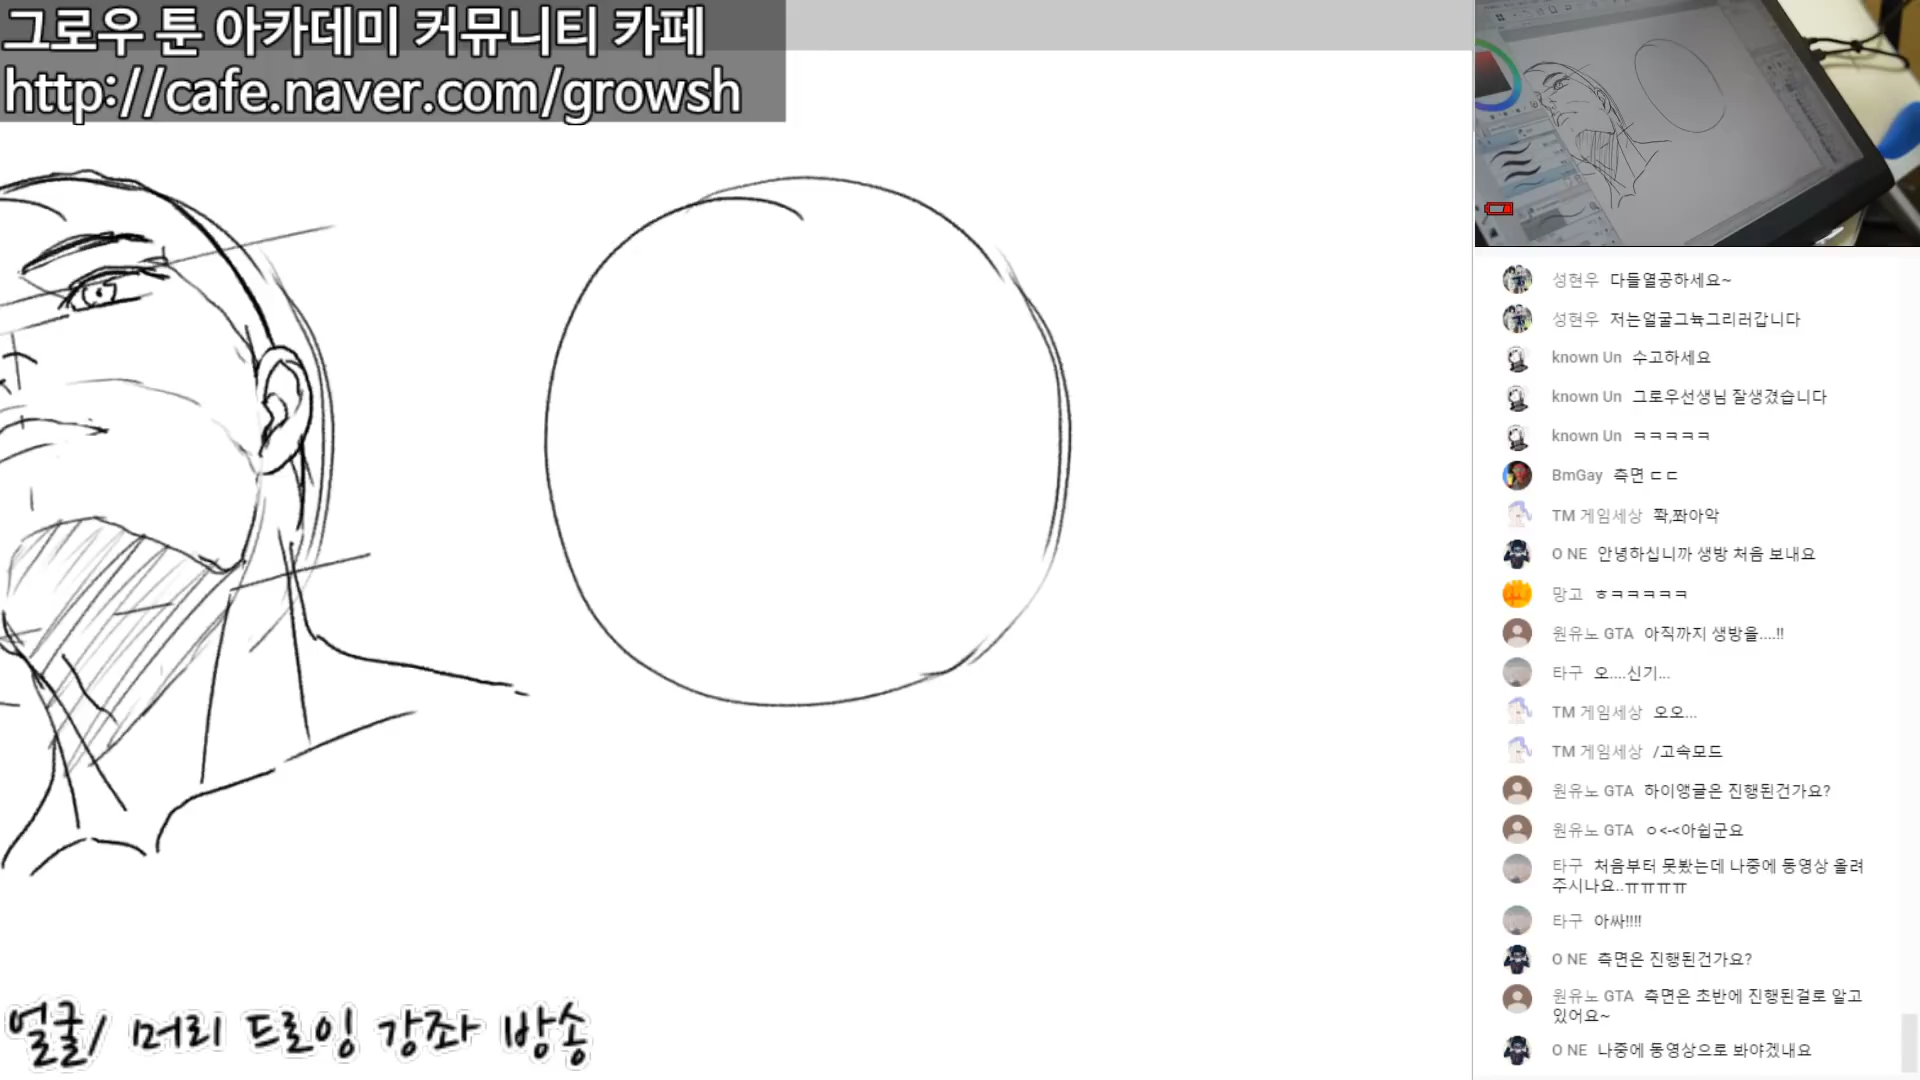 그로우 툰 아카데미 커뮤니티 카페
http://cafe.naver.com/growsh
성현우 다들열공하세요~
성현우 저는얼굴그뉵그리러갑니다
known Un 수고하세요
known Un 그로우선생님 잘생겼습니다
known Un ㅋㅋㅋㅋㅋ
BmGay 측면 ㄷㄷ
TM 게임세상 쫙,쫘아악
O NE 안녕하십니까 생방 처음 보내요
망고 ㅎㅋㅋㅋㅋㅋ
원유노 GTA 아직까지 생방을....!!
타구 오....신기...
TM 게임세상 오오...
TM 게임세상 /고속모드
원유노 GTA 하이앵글은 진행된건가요?
원유노 GTA ㅇ<-<아쉽군요
타구 처음부터 못봤는데 나중에 동영상 올려
주시나요..ㅠㅠㅠㅠ
타구 아싸!!!!
O NE 측면은 진행된건가요?
원유노 GTA 측면은 초반에 진행된걸로 알고
있어요~
O NE 나중에 동영상으로 봐야겠내요
얼굴/ 머리 드로잉 강좌 방송